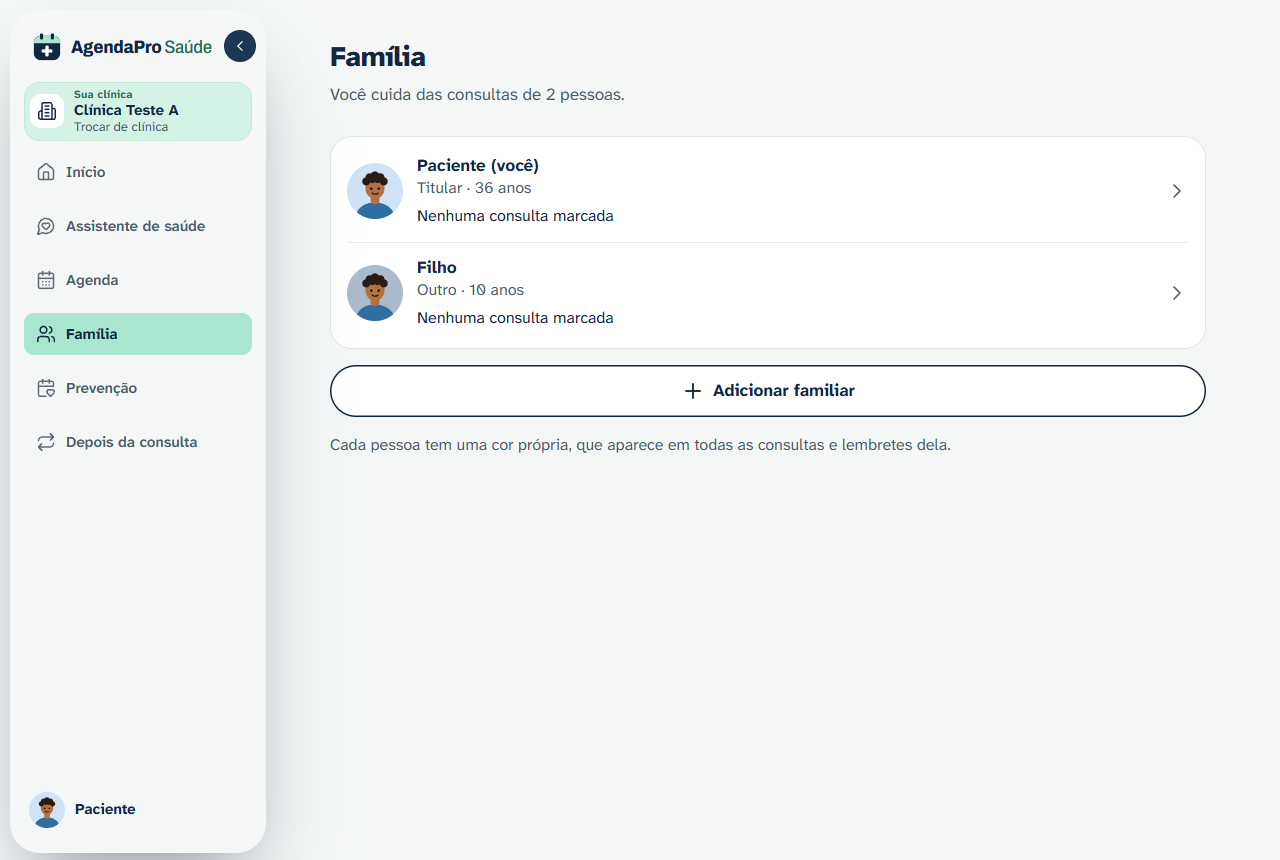 AgendaPro Saúde
Sua clínica
Clínica Teste A
Trocar de clínica
Início
Assistente de saúde
Agenda
Família
Prevenção
Depois da consulta
Paciente
Família
Você cuida das consultas de 2 pessoas.
Paciente (você)
Titular · 36 anos
Nenhuma consulta marcada
Filho
Outro · 10 anos
Nenhuma consulta marcada
Adicionar familiar
Cada pessoa tem uma cor própria, que aparece em todas as consultas e lembretes dela.